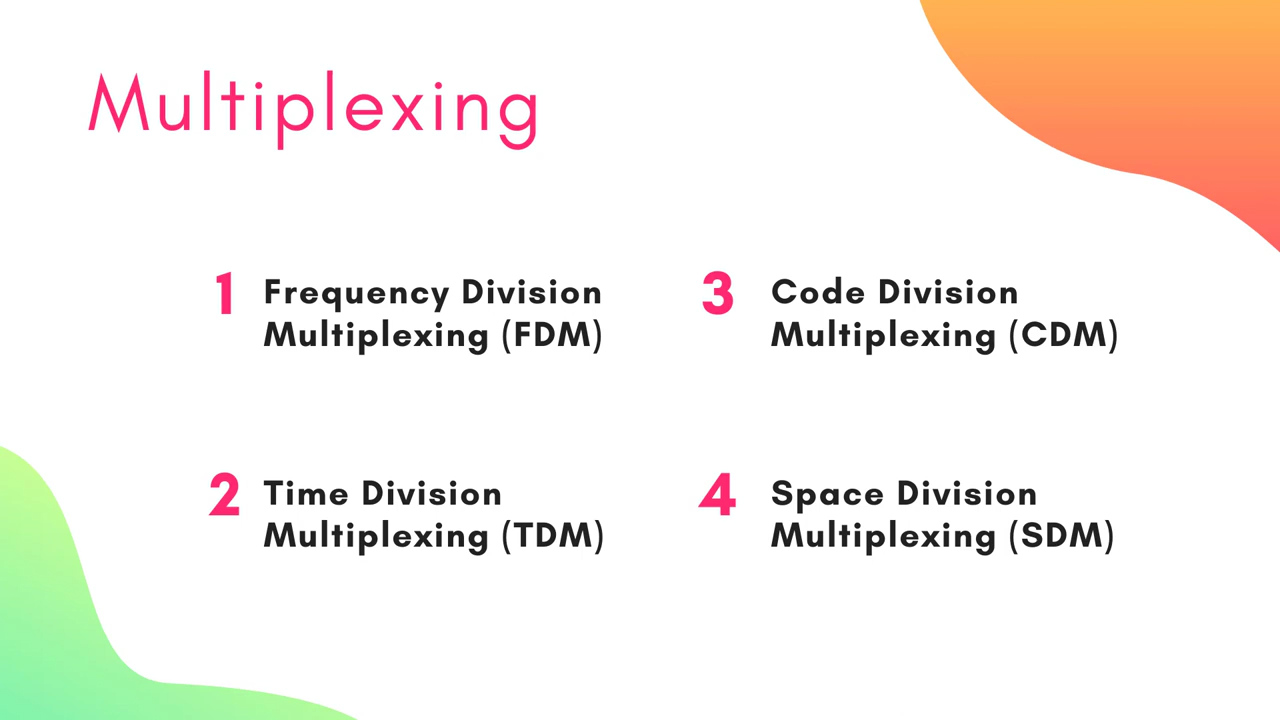 Multiplexing
1 Frequency Division
Multiplexing (FDM)
2 Time Division
Multiplexing (TDM)
3 Code Division
Multiplexing (CDM)
4 Space Division
Multiplexing (SDM)